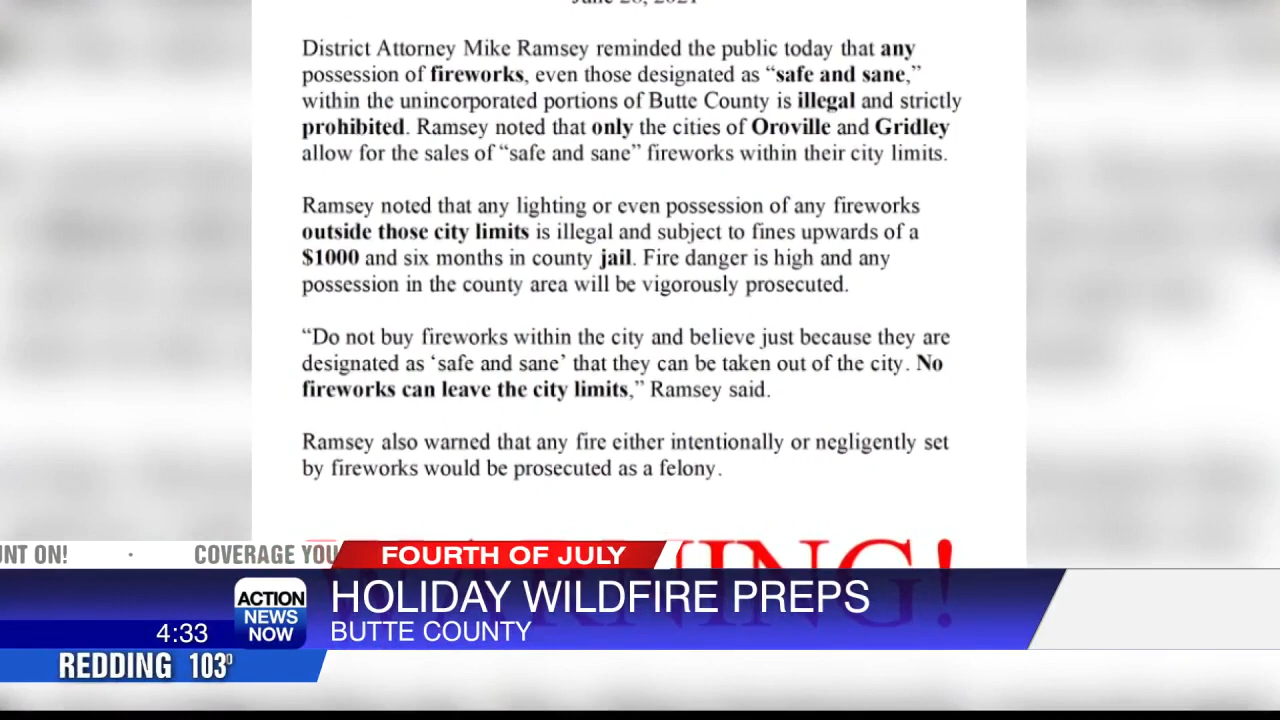 District Attorney Mike Ramsey reminded the public today that any
possession of fireworks, even those designated as “safe and sane,”
within the unincorporated portions of Butte County is illegal and strictly
prohibited. Ramsey noted that only the cities of Oroville and Gridley
allow for the sales of “safe and sane” fireworks within their city limits.
Ramsey noted that any lighting or even possession of any fireworks
outside those city limits is illegal and subject to fines upwards of a
$1000 and six months in county jail. Fire danger is high and any
possession in the county area will be vigorously prosecuted.
“Do not buy fireworks within the city and believe just because they are
designated as ‘safe and sane’ that they can be taken out of the city. No
fireworks can leave the city limits,” Ramsey said.
Ramsey also warned that any fire either intentionally or negligently set
by fireworks would be prosecuted as a felony.
UNT ON! · COVERAGE YOU
FOURTH OF JULY
HOLIDAY WILDFIRE PREPS
BUTTE COUNTY
ACTION
NEWS
NOW
4:33
REDDING 103°